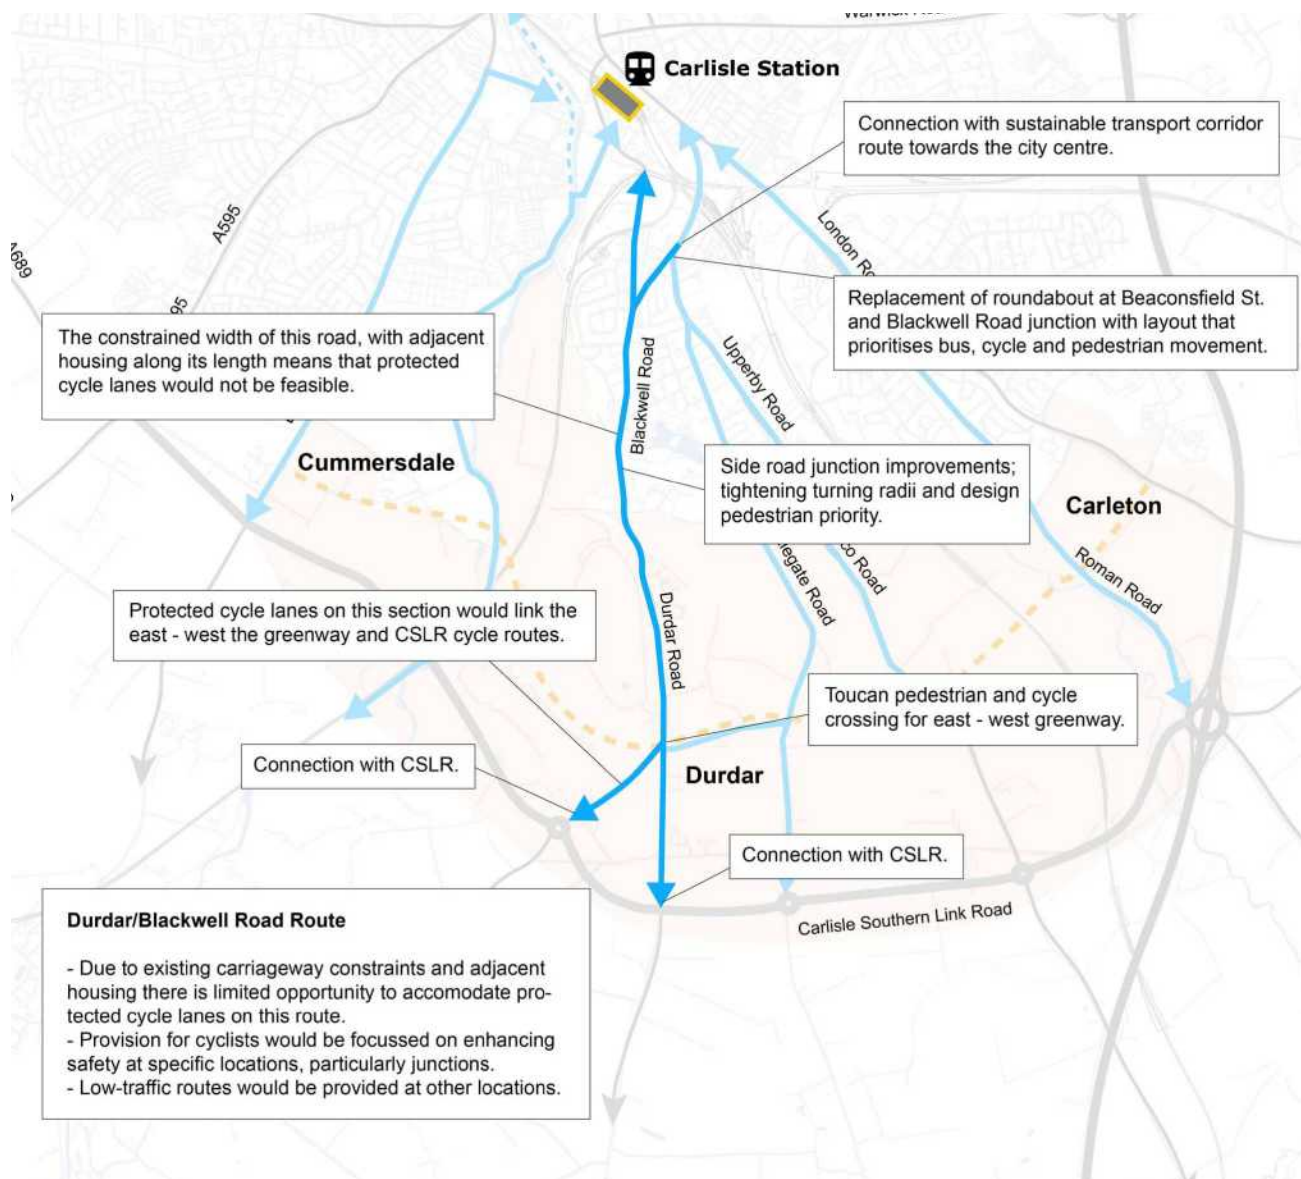 Carlisle Station
Connection with sustainable transport corridor
route towards the city centre.
A595
A689
London
Replacement of roundabout at Beaconsfield St.
and Blackwell Road junction with layout that
prioritises bus, cycle and pedestrian movement.
The constrained width of this road, with adjacent
housing along its length means that protected
cycle lanes would not be feasible.
Blackwell Road
Upperby Road
Cummersdale
Side road junction improvements;
tightening turning radii and design
pedestrian priority.
Carleton
Road
Road
Roman Road
Protected cycle lanes on this section would link the
east - west the greenway and CSLR cycle routes.
Durdar Road
Toucan pedestrian and cycle
crossing for east - west greenway.
Connection with CSLR.
Durdar
Connection with CSLR.
Carlisle Southern Link Road
Durdar/Blackwell Road Route
- Due to existing carriageway constraints and adjacent
housing there is limited opportunity to accomodate pro-
tected cycle lanes on this route.
- Provision for cyclists would be focussed on enhancing
safety at specific locations, particularly junctions.
- Low-traffic routes would be provided at other locations.